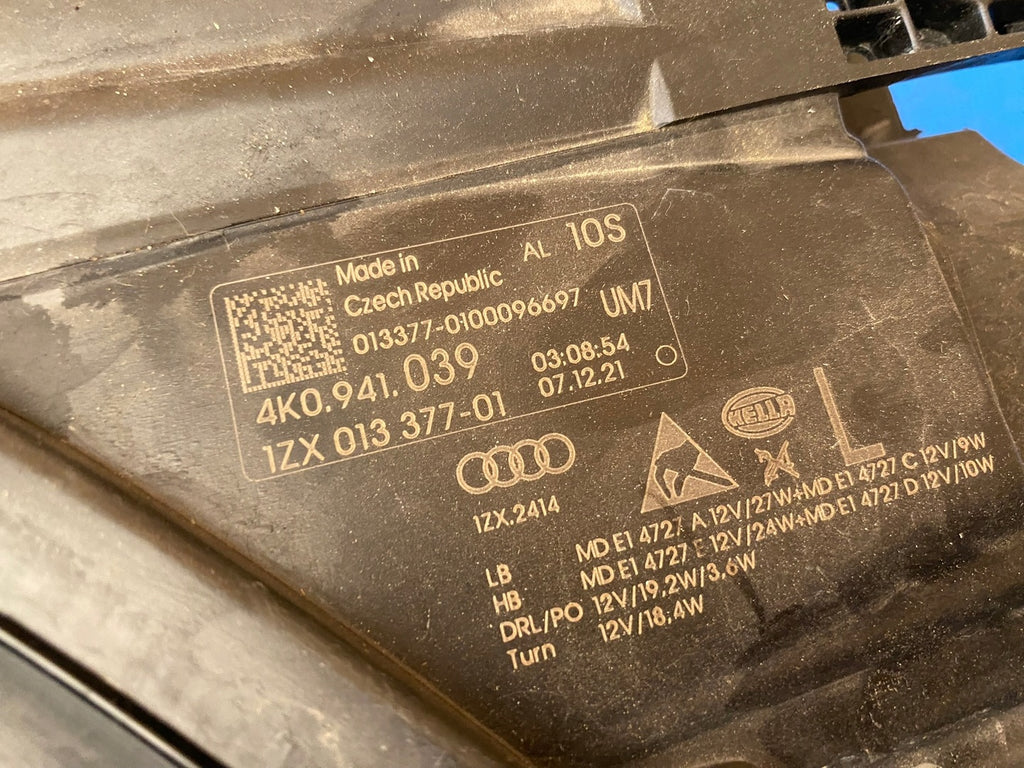 Made in
Czech Republic
AL 10S
013377-0100096697 UM7
4K0.941.039
03:08:54
1ZX 013 377-01
07.12.21
HELLA
L
1ZX.2414
LB MD E1 4727 A 12V/27W+MD E1 4727 C 12V/9W
HB MD E1 4727 E 12V/24W+MD E1 4727 D 12V/10W
DRL/PO 12V/19,2W/3,6W
Turn 12V/18,4W